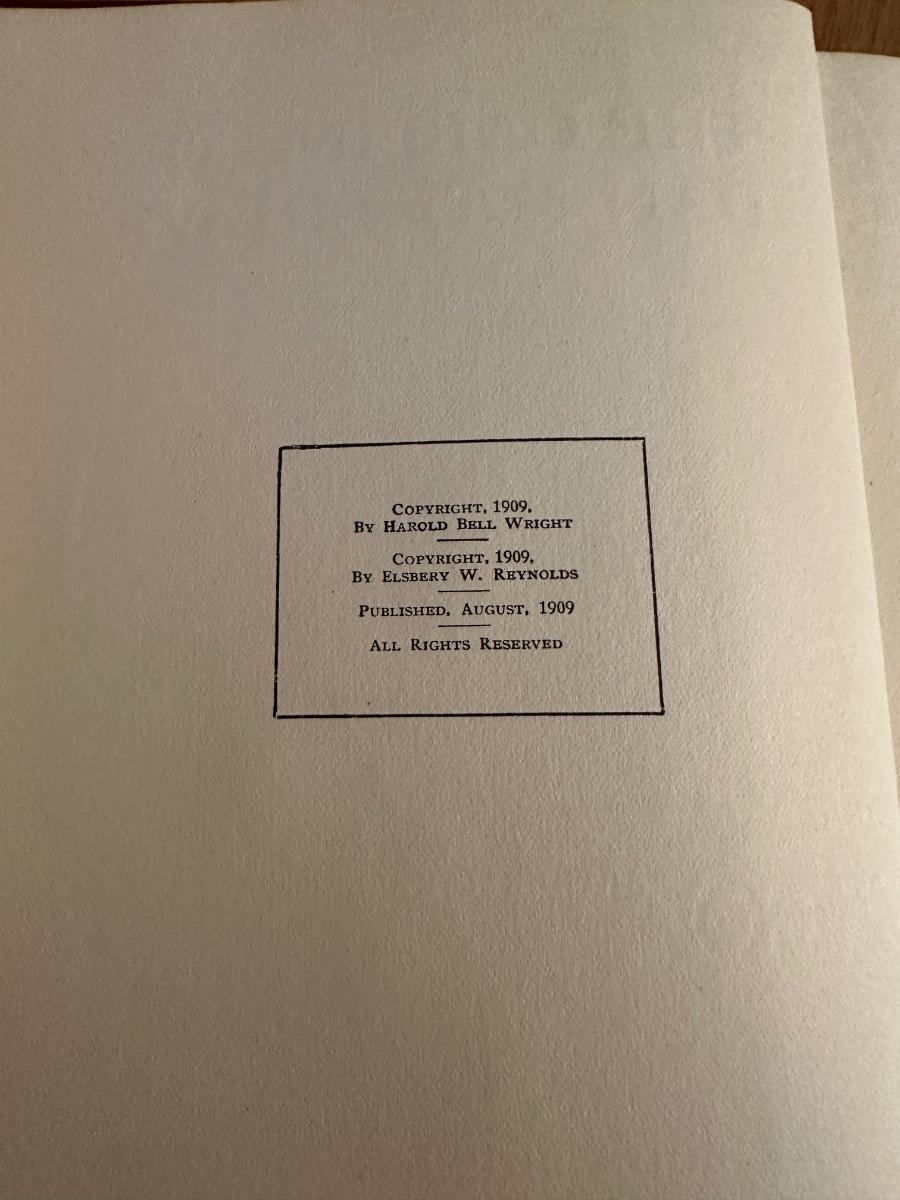 Copyright, 1909,
By Harold Bell Wright
Copyright, 1909,
By Elsbery W. Reynolds
Published, August, 1909
All Rights Reserved